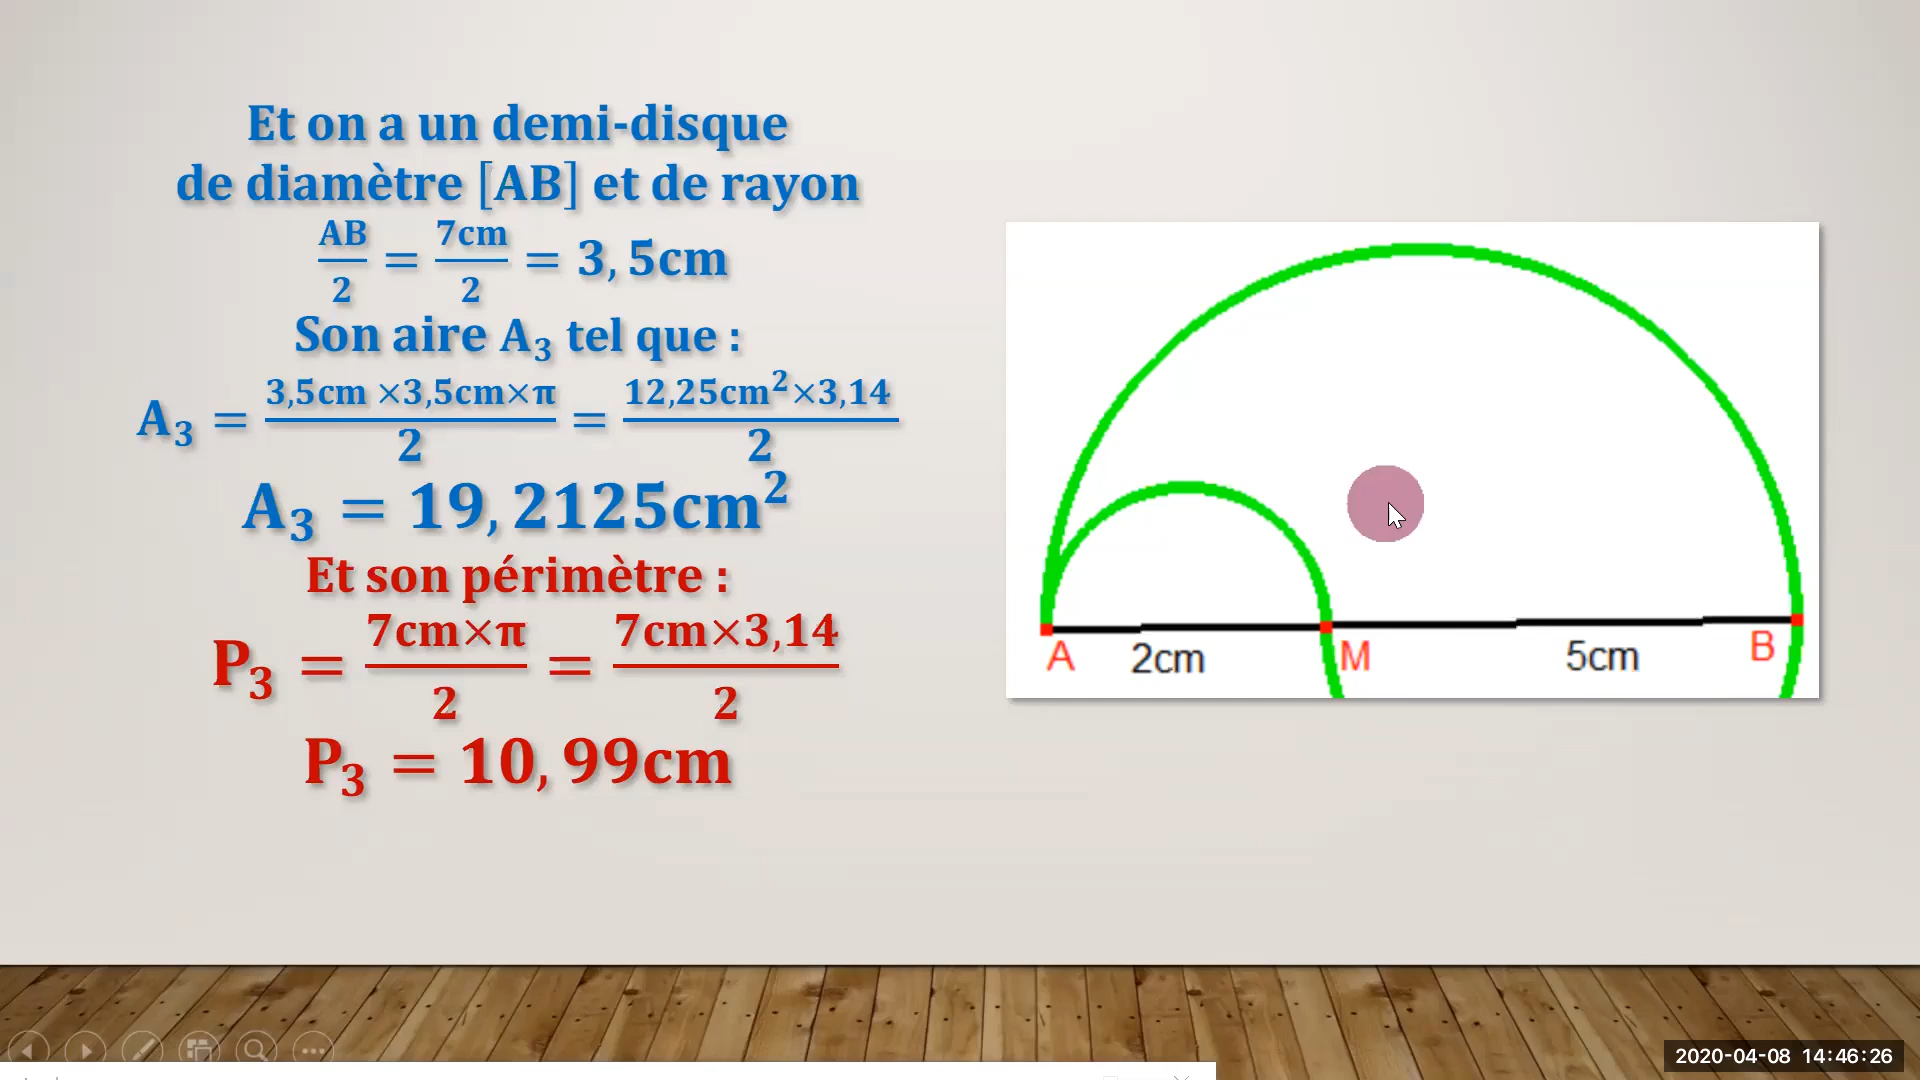 Et on a un demi-disque
de diamètre [AB] et de rayon
AB/2 = 7cm/2 = 3,5cm
Son aire A₃ tel que :
A₃ = 3,5cm ×3,5cm×π/2 = 12,25cm²×3,14/2
A₃ = 19,2125cm²
Et son périmètre :
P₃ = 7cm×π/2 = 7cm×3,14/2
P₃ = 10,99cm
A 2cm M 5cm B
2020-04-08 14:46:26